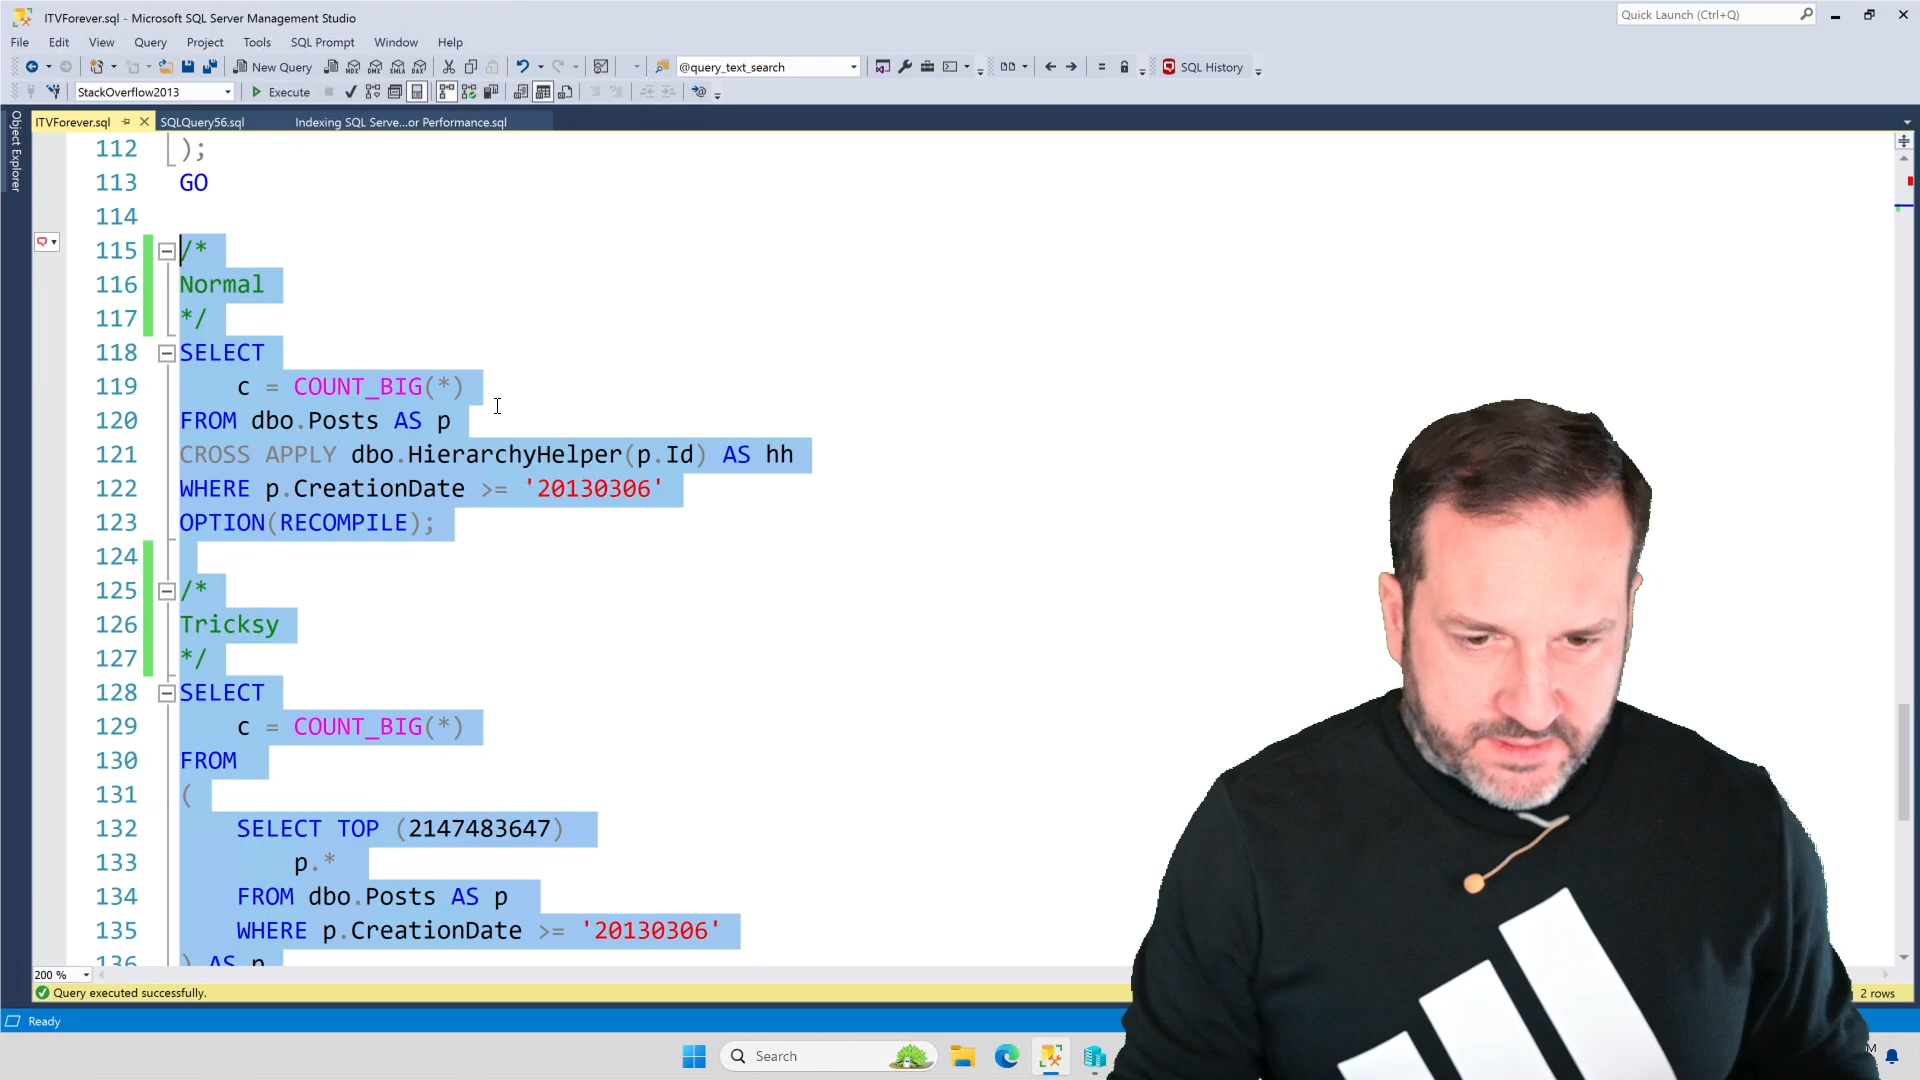 ITVForever.sql - Microsoft SQL Server Management Studio
Quick Launch (Ctrl+Q)
File Edit View Query Project Tools SQL Prompt Window Help
New Query
@query_text_search
SQL History
StackOverflow2013
Execute
Object Explorer
ITVForever.sql
SQLQuery56.sql
Indexing SQL Serve...or Performance.sql
112 );
113 GO
114
115 /*
116 Normal
117 */
118 SELECT
119 c = COUNT_BIG(*)
120 FROM dbo.Posts AS p
121 CROSS APPLY dbo.HierarchyHelper(p.Id) AS hh
122 WHERE p.CreationDate >= '20130306'
123 OPTION(RECOMPILE);
124
125 /*
126 Tricksy
127 */
128 SELECT
129 c = COUNT_BIG(*)
130 FROM
131 (
132 SELECT TOP (2147483647)
133 p.*
134 FROM dbo.Posts AS p
135 WHERE p.CreationDate >= '20130306'
136 ) AS p
200 %
Query executed successfully.
2 rows
Ready
Search